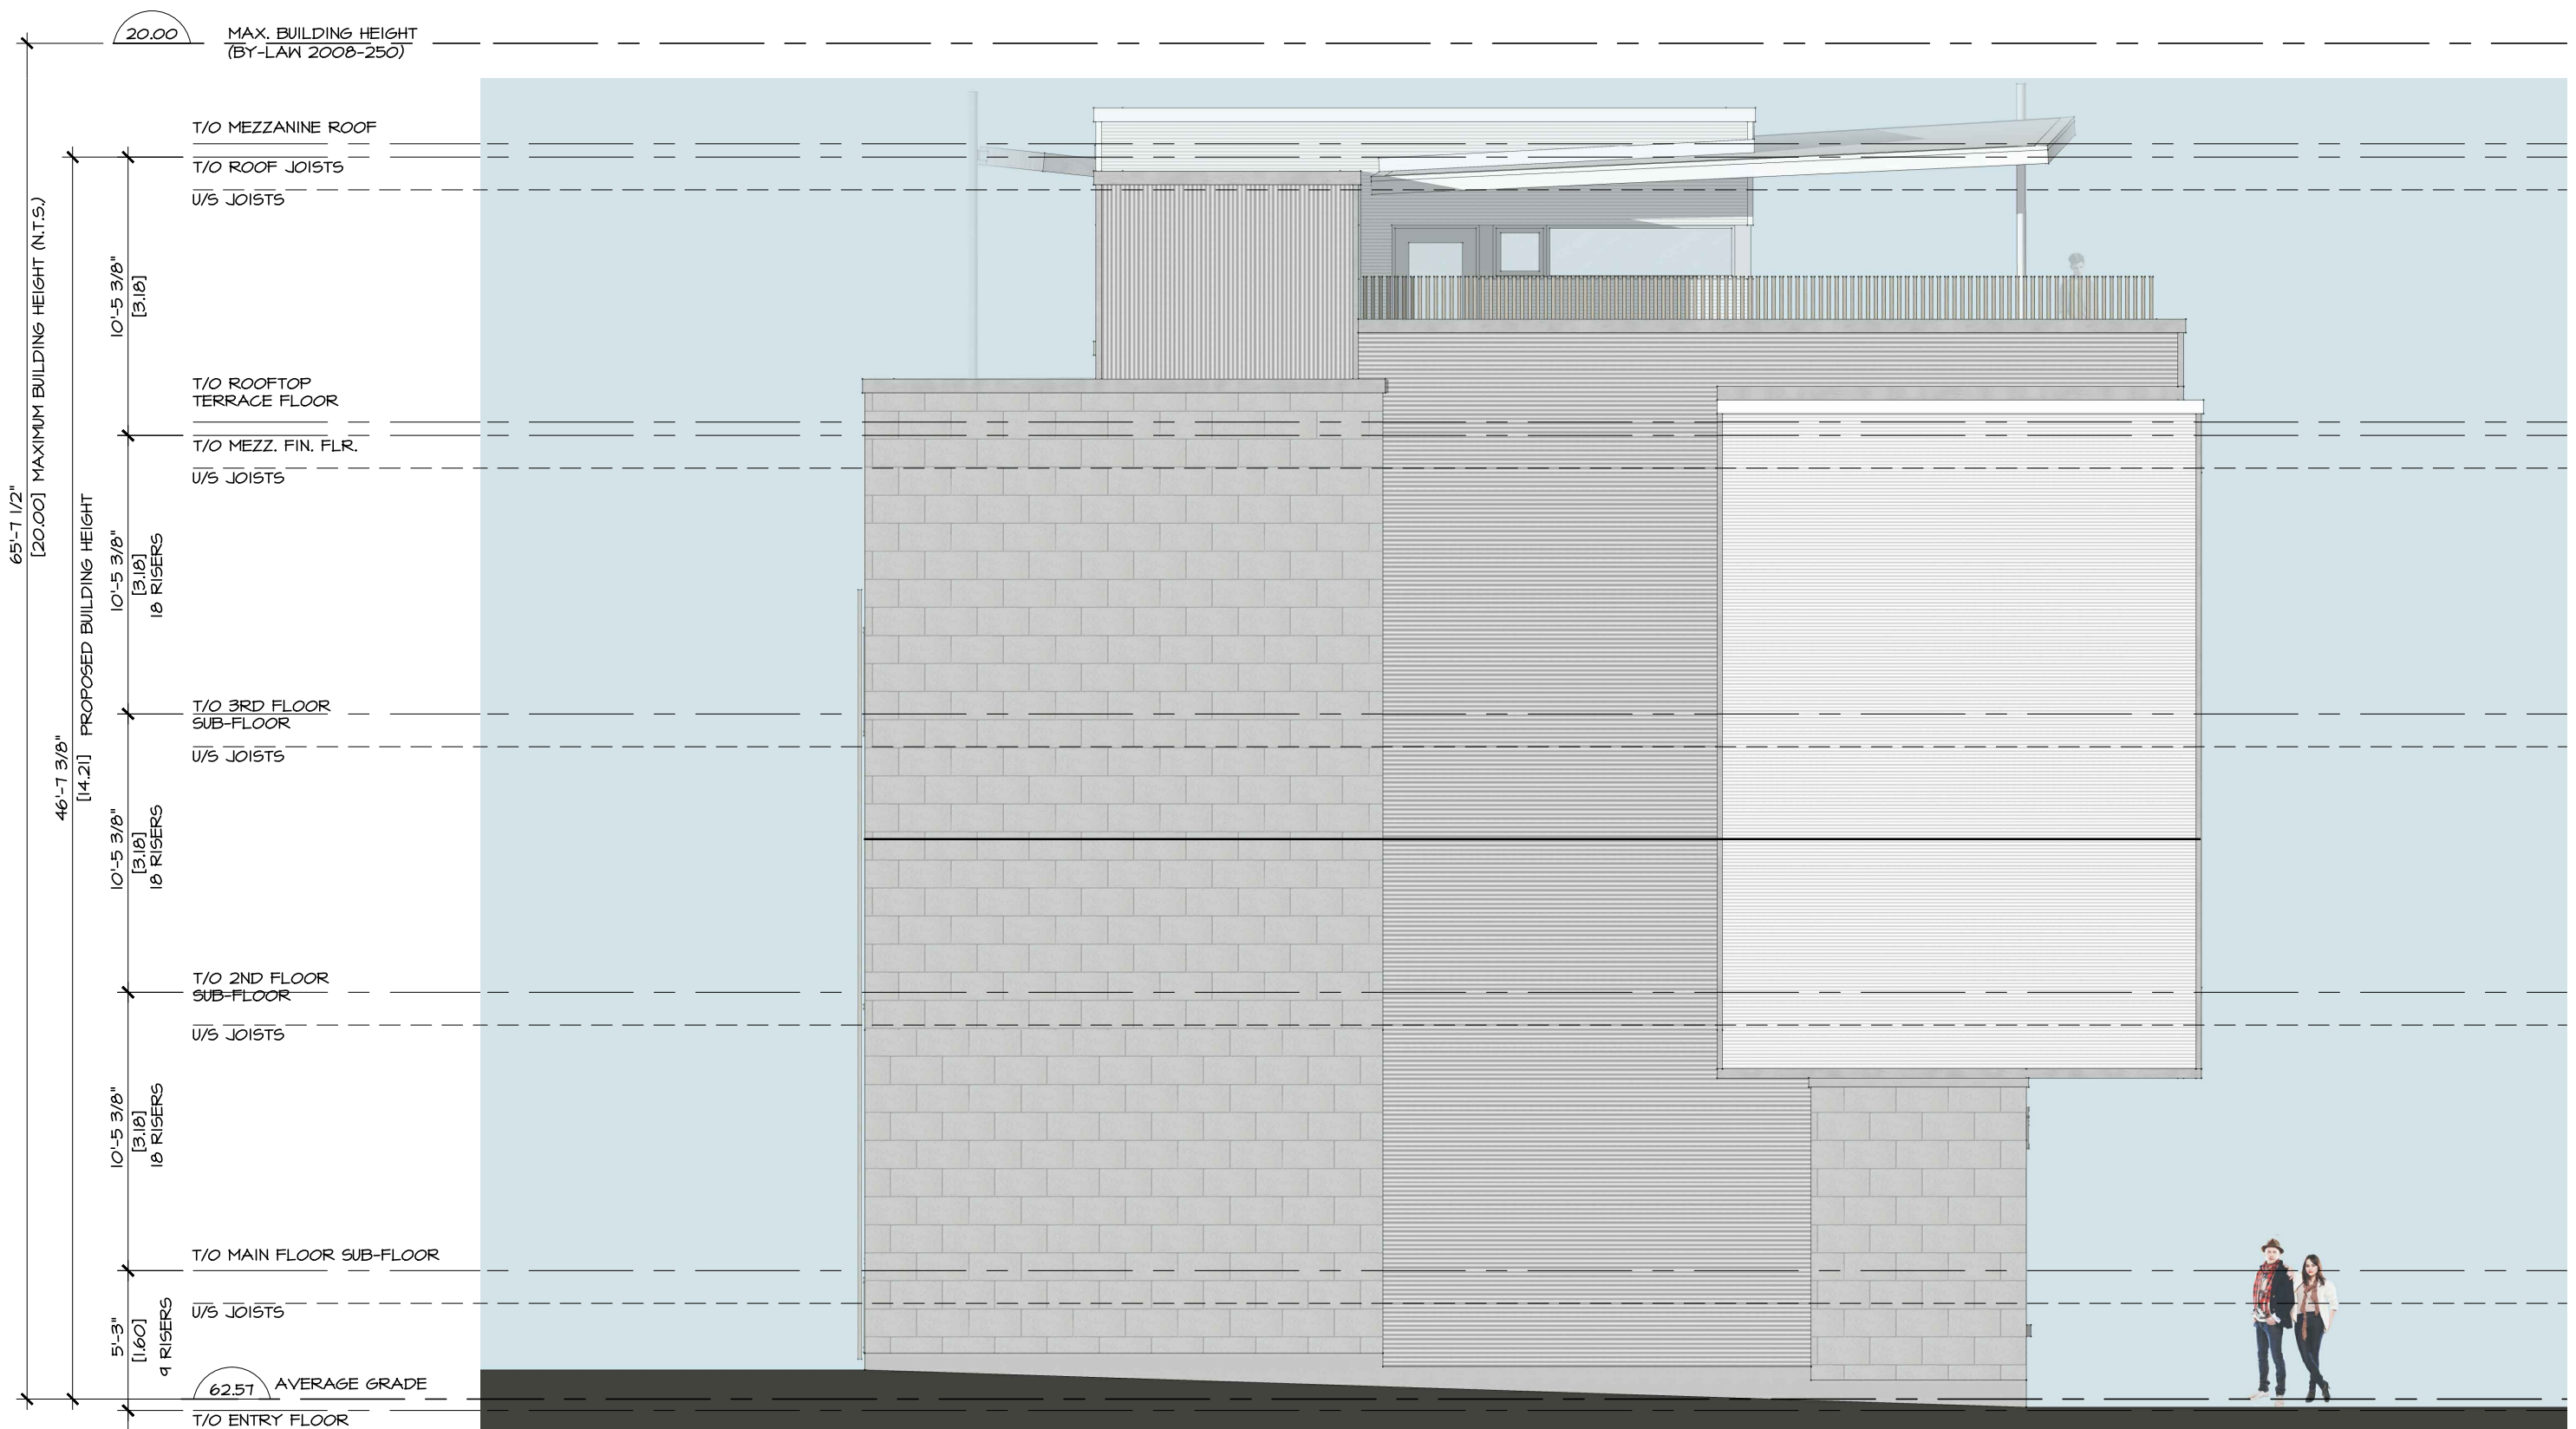 20.00
MAX. BUILDING HEIGHT
(BY-LAW 2008-250)
T/O MEZZANINE ROOF
T/O ROOF JOISTS
U/S JOISTS
65'-7 1/2"
[20.00] MAXIMUM BUILDING HEIGHT (N.T.S.)
46'-7 3/8"
[14.21] PROPOSED BUILDING HEIGHT
10'-5 3/8"
[3.18]
T/O ROOFTOP
TERRACE FLOOR
T/O MEZZ. FIN. FLR.
U/S JOISTS
10'-5 3/8"
[3.18]
18 RISERS
T/O 3RD FLOOR
SUB-FLOOR
U/S JOISTS
10'-5 3/8"
[3.18]
18 RISERS
T/O 2ND FLOOR
SUB-FLOOR
U/S JOISTS
10'-5 3/8"
[3.18]
18 RISERS
T/O MAIN FLOOR SUB-FLOOR
U/S JOISTS
5'-3"
[1.60]
9 RISERS
62.57
AVERAGE GRADE
T/O ENTRY FLOOR